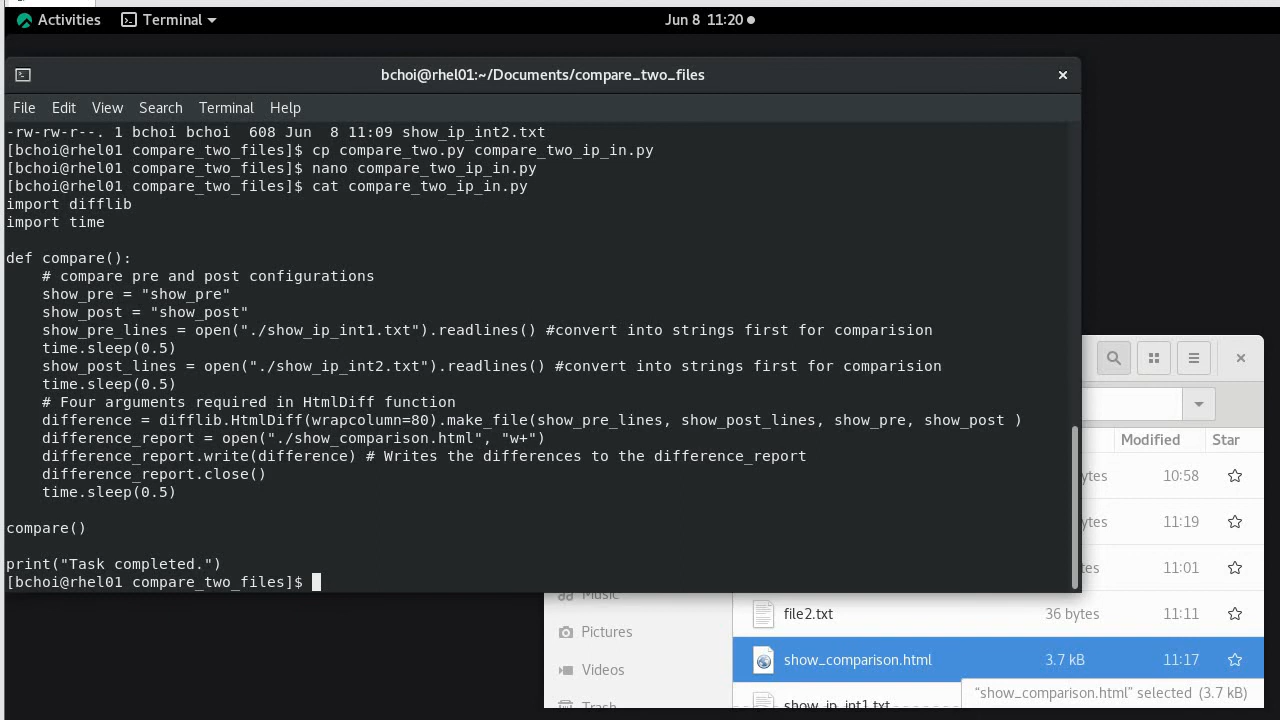 Activities
Terminal
Jun 8 11:20
bchoi@rhel01:~/Documents/compare_two_files
File Edit View Search Terminal Help
-rw-rw-r--. 1 bchoi bchoi  608 Jun  8 11:09 show_ip_int2.txt
[bchoi@rhel01 compare_two_files]$ cp compare_two.py compare_two_ip_in.py
[bchoi@rhel01 compare_two_files]$ nano compare_two_ip_in.py
[bchoi@rhel01 compare_two_files]$ cat compare_two_ip_in.py
import difflib
import time
def compare():
    # compare pre and post configurations
    show_pre = "show_pre"
    show_post = "show_post"
    show_pre_lines = open("./show_ip_int1.txt").readlines() #convert into strings first for comparision
    time.sleep(0.5)
    show_post_lines = open("./show_ip_int2.txt").readlines() #convert into strings first for comparision
    time.sleep(0.5)
    # Four arguments required in HtmlDiff function
    difference = difflib.HtmlDiff(wrapcolumn=80).make_file(show_pre_lines, show_post_lines, show_pre, show_post )
    difference_report = open("./show_comparison.html", "w+")
    difference_report.write(difference) # Writes the differences to the difference_report
    difference_report.close()
    time.sleep(0.5)
compare()
print("Task completed.")
[bchoi@rhel01 compare_two_files]$
Modified Star
10:58
11:19
11:01
Music
file2.txt 36 bytes 11:11
Pictures
show_comparison.html 3.7 kB 11:17
Videos
"show_comparison.html" selected (3.7 kB)
Trash
show_ip_int1.txt